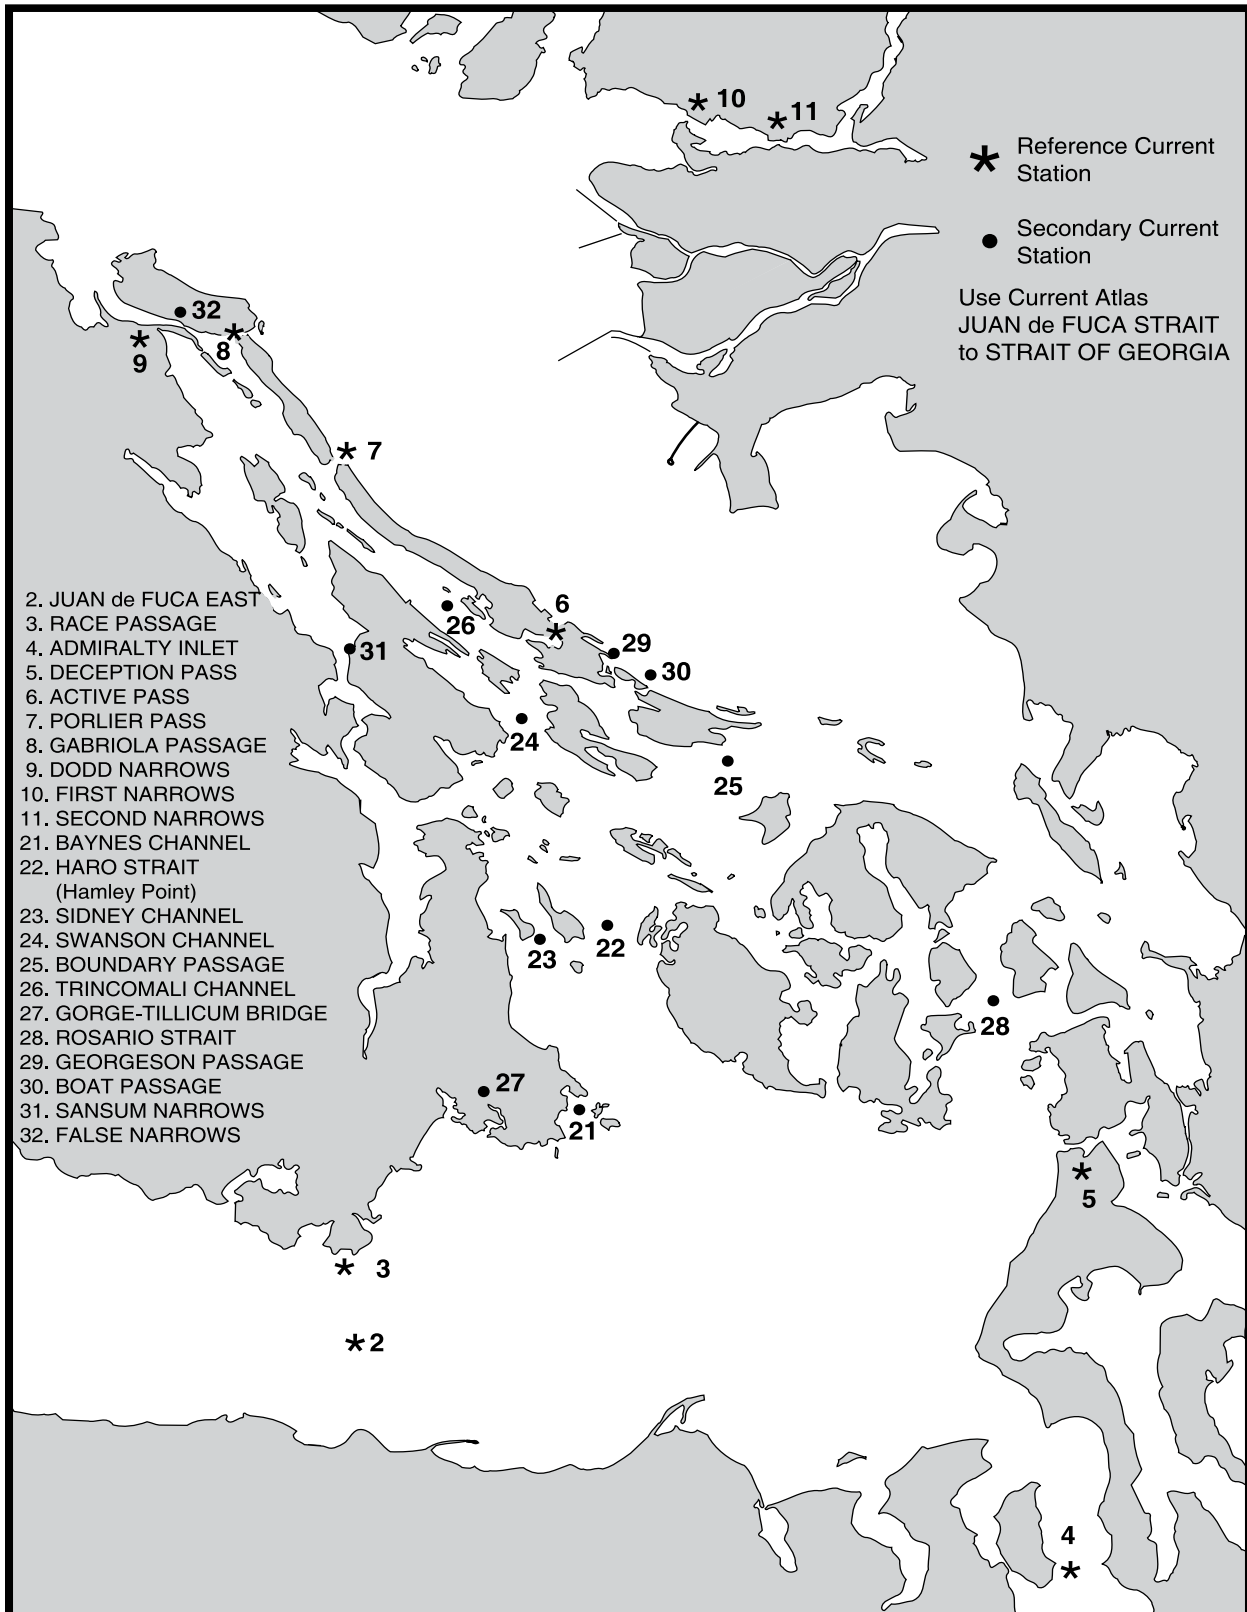 10
11
Reference Current
Station
Secondary Current
Station
Use Current Atlas
JUAN de FUCA STRAIT
to STRAIT OF GEORGIA
32
8
9
7
6
26
29
31
30
24
25
2. JUAN de FUCA EAST
3. RACE PASSAGE
4. ADMIRALTY INLET
5. DECEPTION PASS
6. ACTIVE PASS
7. PORLIER PASS
8. GABRIOLA PASSAGE
9. DODD NARROWS
10. FIRST NARROWS
11. SECOND NARROWS
21. BAYNES CHANNEL
22. HARO STRAIT
(Hamley Point)
23. SIDNEY CHANNEL
24. SWANSON CHANNEL
25. BOUNDARY PASSAGE
26. TRINCOMALI CHANNEL
27. GORGE-TILLICUM BRIDGE
28. ROSARIO STRAIT
29. GEORGESON PASSAGE
30. BOAT PASSAGE
31. SANSUM NARROWS
32. FALSE NARROWS
22
23
28
27
21
5
3
2
4